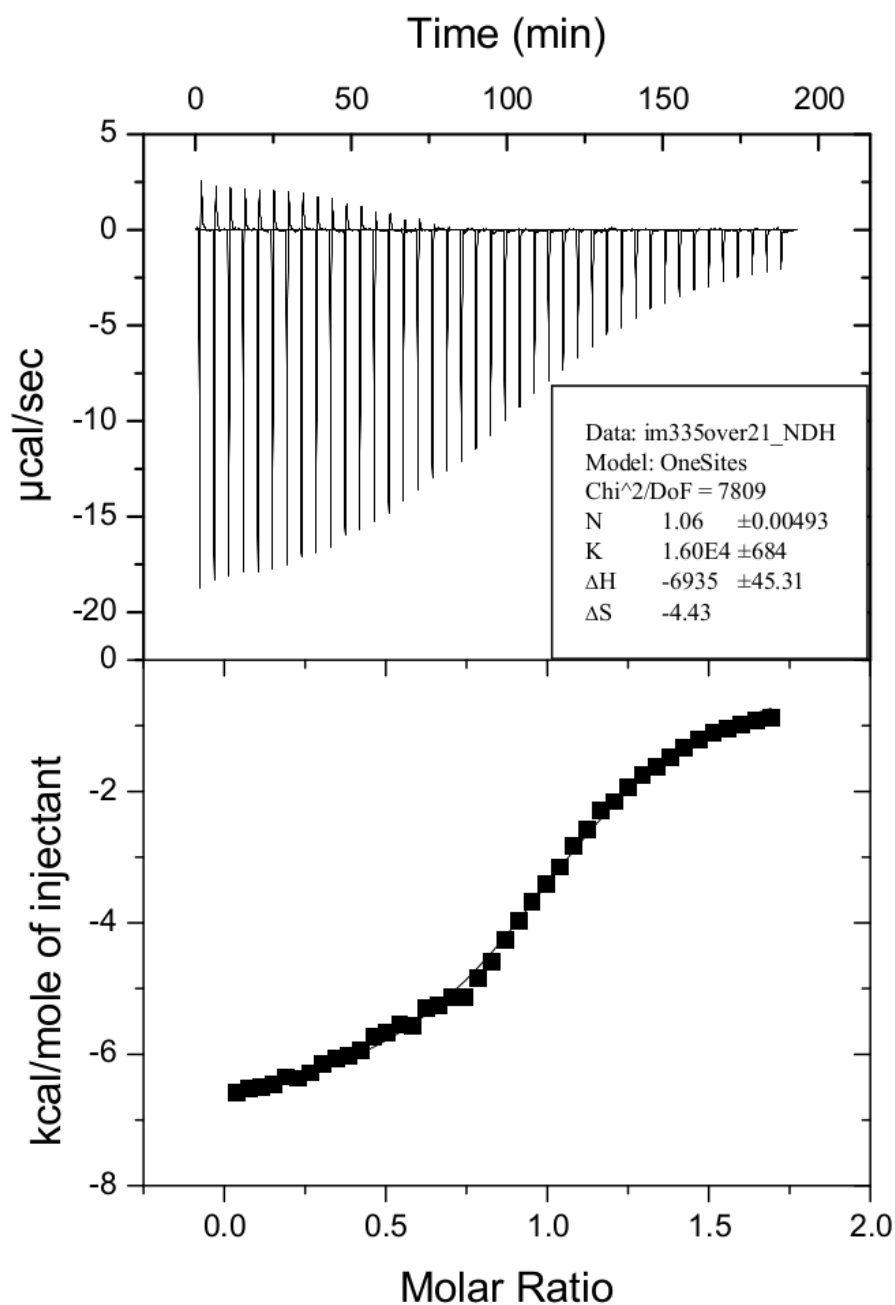 Time (min)
0 50 100 150 200
5
0
-5
-10
-15
-20
µcal/sec
Data: im335over21_NDH
Model: OneSites
Chi^2/DoF = 7809
N 1.06 ±0.00493
K 1.60E4 ±684
ΔH -6935 ±45.31
ΔS -4.43
0
-2
-4
-6
-8
kcal/mole of injectant
0.0 0.5 1.0 1.5 2.0
Molar Ratio